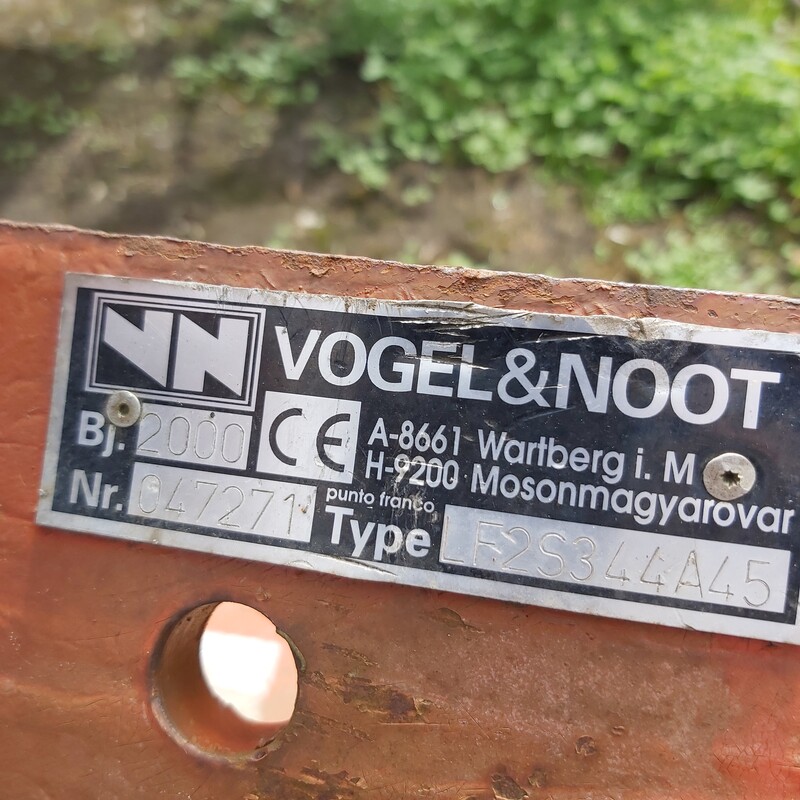 VN VOGEL&NOOT
Bj. 2000 CE A-8661 Wartberg i. M
H-9200 Mosonmagyarovar
Nr. 047271 punto franco
Type LF2S344A45